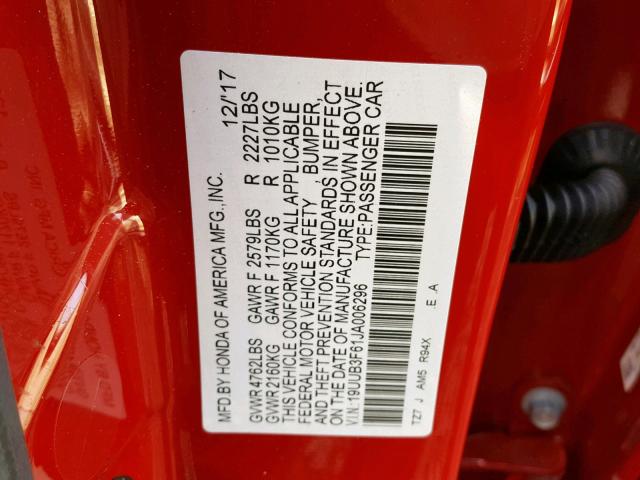 MFD.BY HONDA OF AMERICA MFG.,INC. 12/'17
GVWR 4762LBS GAWR F 2579LBS R 2227LBS
GVWR 2160KG GAWR F 1170KG R 1010KG
THIS VEHICLE CONFORMS TO ALL APPLICABLE
FEDERAL MOTOR VEHICLE SAFETY , BUMPER,
AND THEFT PREVENTION STANDARDS IN EFFECT
ON THE DATE OF MANUFACTURE SHOWN ABOVE.
V.I.N:19UUB3F61JA006296 TYPE:PASSENGER CAR
TZ7 J AM5 R94X E .A